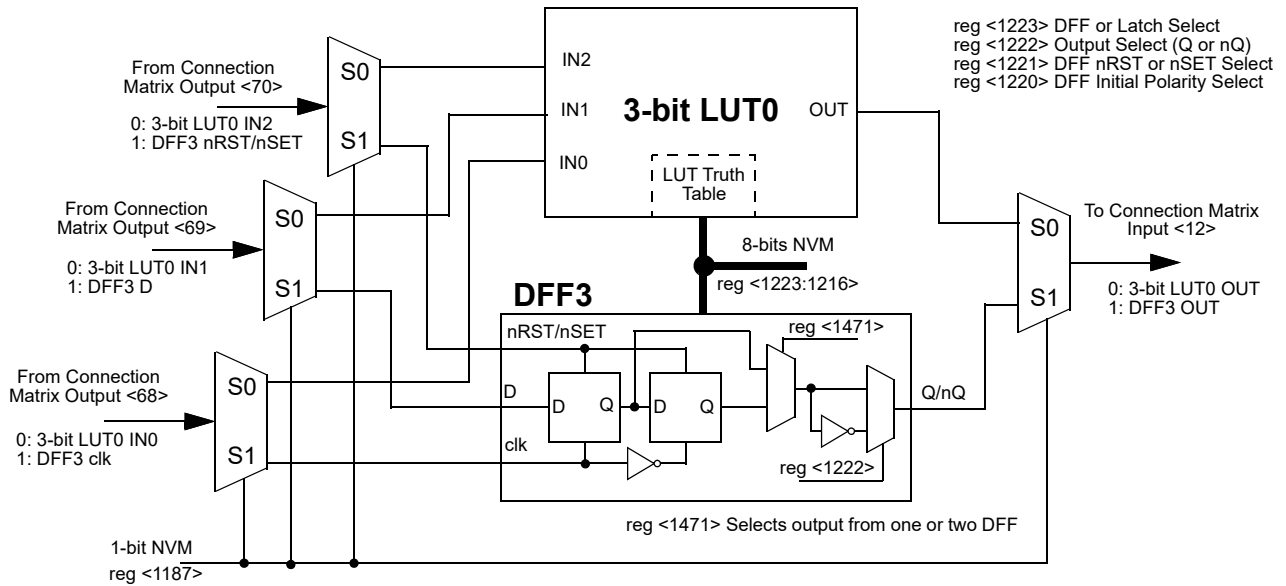 From Connection
Matrix Output <70>
0: 3-bit LUT0 IN2
1: DFF3 nRST/nSET
S0
S1
From Connection
Matrix Output <69>
0: 3-bit LUT0 IN1
1: DFF3 D
S0
S1
From Connection
Matrix Output <68>
0: 3-bit LUT0 IN0
1: DFF3 clk
S0
S1
1-bit NVM
reg <1187>
IN2
IN1
IN0
3-bit LUT0
OUT
LUT Truth
Table
8-bits NVM
reg <1223:1216>
DFF3
nRST/nSET
D
clk
D
Q
D
Q
reg <1471>
reg <1222>
Q/nQ
reg <1471> Selects output from one or two DFF
reg <1223> DFF or Latch Select
reg <1222> Output Select (Q or nQ)
reg <1221> DFF nRST or nSET Select
reg <1220> DFF Initial Polarity Select
S0
S1
To Connection Matrix
Input <12>
0: 3-bit LUT0 OUT
1: DFF3 OUT